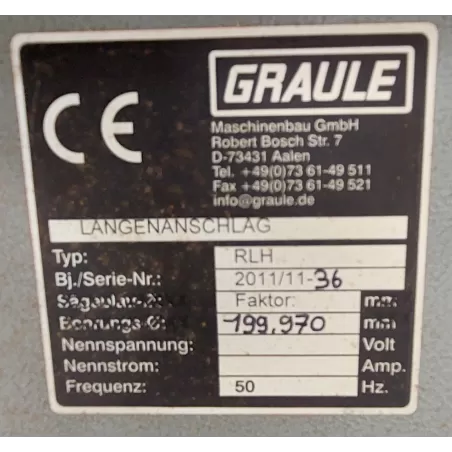 CE
GRAULE
Maschinenbau GmbH
Robert Bosch Str. 7
D-73431 Aalen
Tel. +49(0)73 61-49 511
Fax +49(0)73 61-49 521
info@graule.de
LÄNGENANSCHLAG
Typ: RLH
Bj./Serie-Nr.: 2011/11-36
Sägeblatt-Ø: Faktor: mm
Bohrungs-Ø: 199,970 mm
Nennspannung: Volt
Nennstrom: Amp.
Frequenz: 50 Hz.